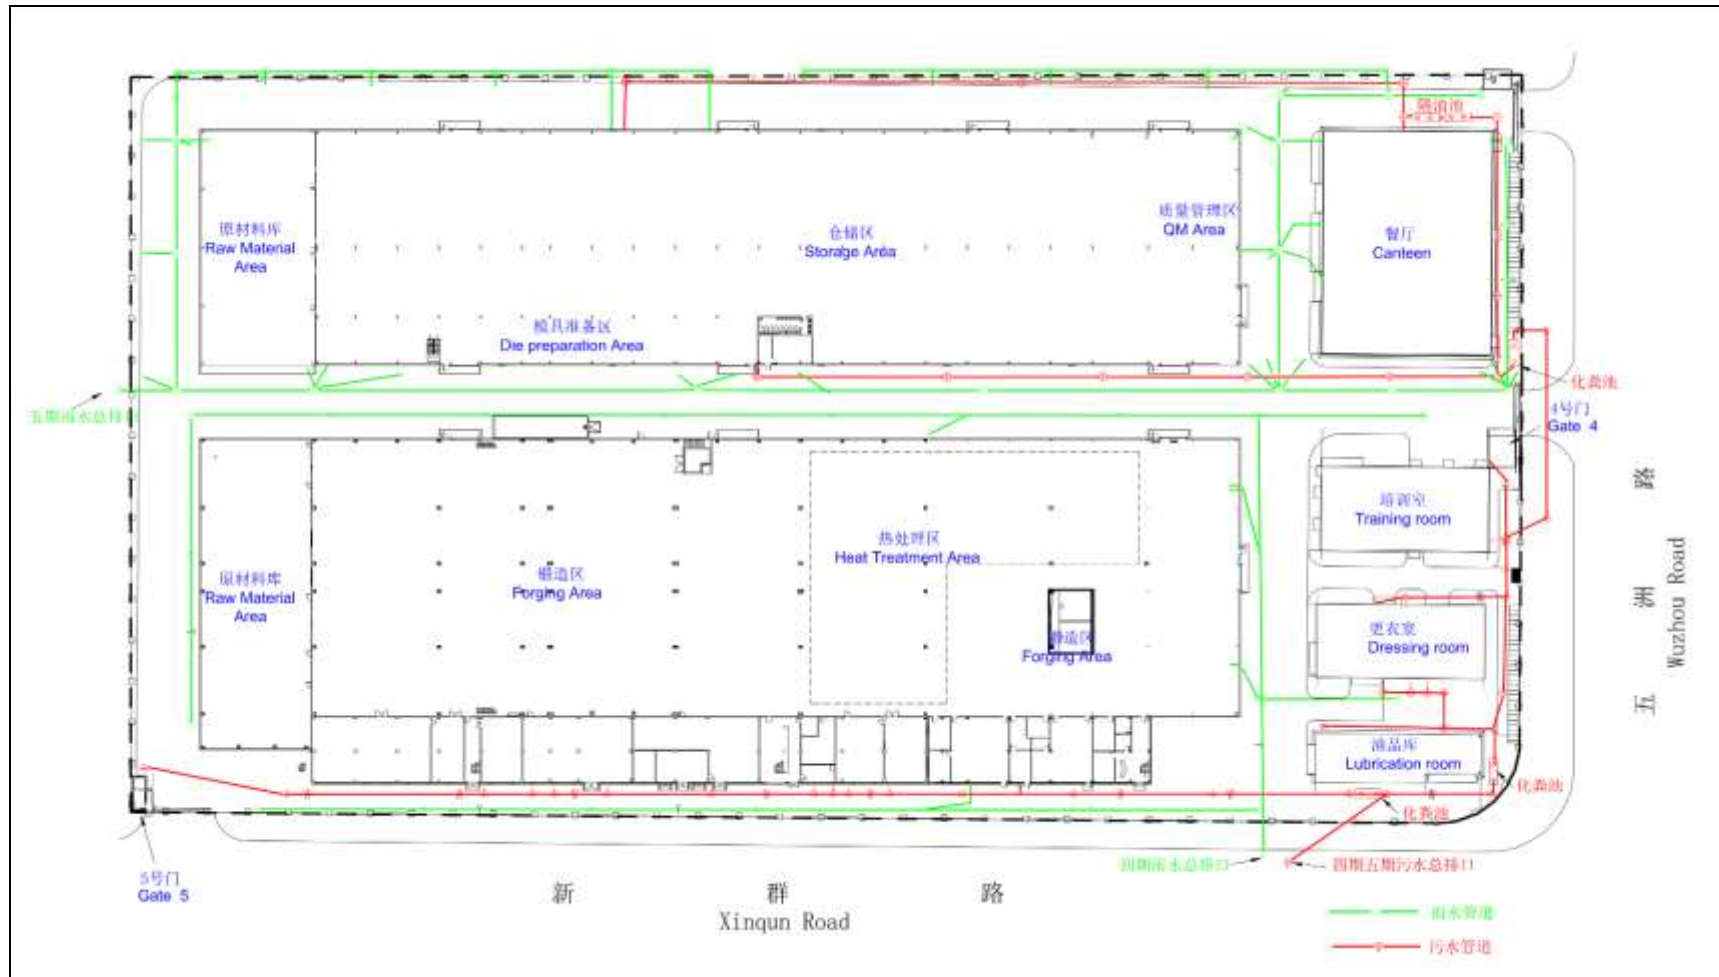 隔油池
原材料库
Raw Material
Area
仓储区
Storage Area
质量管理区
QM Area
餐厅
Canteen
模具准备区
Die preparation Area
化粪池
五期雨水总排口
4号门
Gate 4
原材料库
Raw Material
Area
锻造区
Forging Area
热处理区
Heat Treatment Area
锻造区
Forging Area
培训室
Training room
更衣室
Dressing room
油品库
Lubrication room
化粪池
化粪池
五洲路
Wuzhou Road
5号门
Gate 5
四期雨水总排口
四期五期污水总排口
新群路
Xinqun Road
雨水管道
污水管道